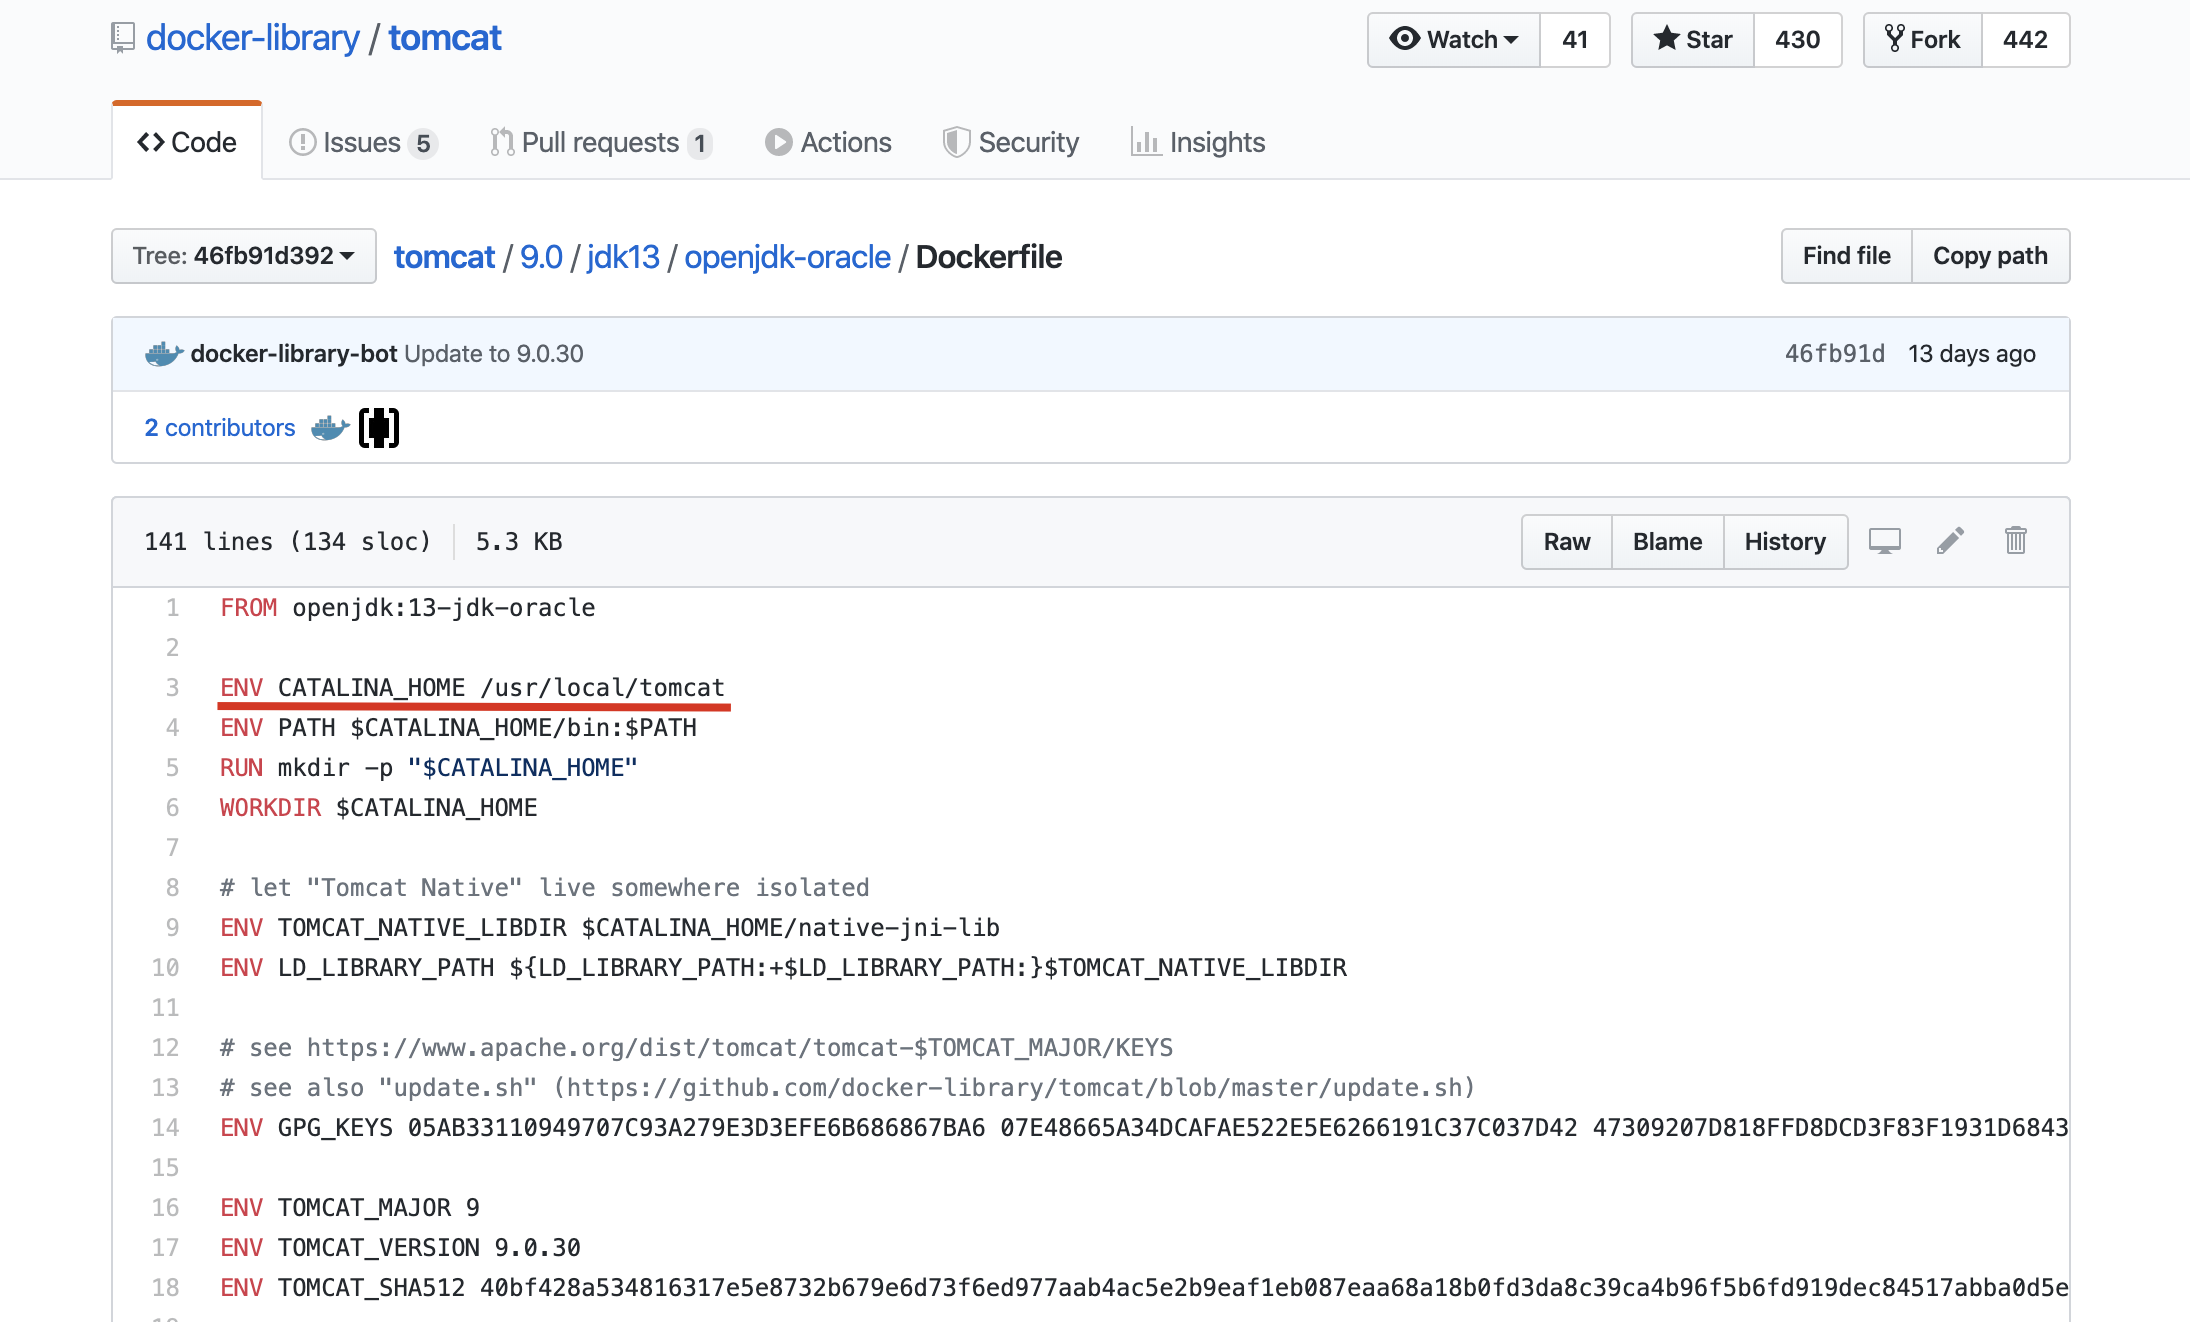 docker-library / tomcat
Watch 41 Star 430 Fork 442
Code Issues 5 Pull requests 1 Actions Security Insights
Tree: 46fb91d392 tomcat / 9.0 / jdk13 / openjdk-oracle / Dockerfile Find file Copy path
docker-library-bot Update to 9.0.30 46fb91d 13 days ago
2 contributors
141 lines (134 sloc) 5.3 KB Raw Blame History
1 FROM openjdk:13-jdk-oracle
2
3 ENV CATALINA_HOME /usr/local/tomcat
4 ENV PATH $CATALINA_HOME/bin:$PATH
5 RUN mkdir -p "$CATALINA_HOME"
6 WORKDIR $CATALINA_HOME
7
8 # let "Tomcat Native" live somewhere isolated
9 ENV TOMCAT_NATIVE_LIBDIR $CATALINA_HOME/native-jni-lib
10 ENV LD_LIBRARY_PATH ${LD_LIBRARY_PATH:+$LD_LIBRARY_PATH:}$TOMCAT_NATIVE_LIBDIR
11
12 # see https://www.apache.org/dist/tomcat/tomcat-$TOMCAT_MAJOR/KEYS
13 # see also "update.sh" (https://github.com/docker-library/tomcat/blob/master/update.sh)
14 ENV GPG_KEYS 05AB33110949707C93A279E3D3EFE6B686867BA6 07E48665A34DCAFAE522E5E6266191C37C037D42 47309207D818FFD8DCD3F83F1931D6843
15
16 ENV TOMCAT_MAJOR 9
17 ENV TOMCAT_VERSION 9.0.30
18 ENV TOMCAT_SHA512 40bf428a534816317e5e8732b679e6d73f6ed977aab4ac5e2b9eaf1eb087eaa68a18b0fd3da8c39ca4b96f5b6fd919dec84517abba0d5e